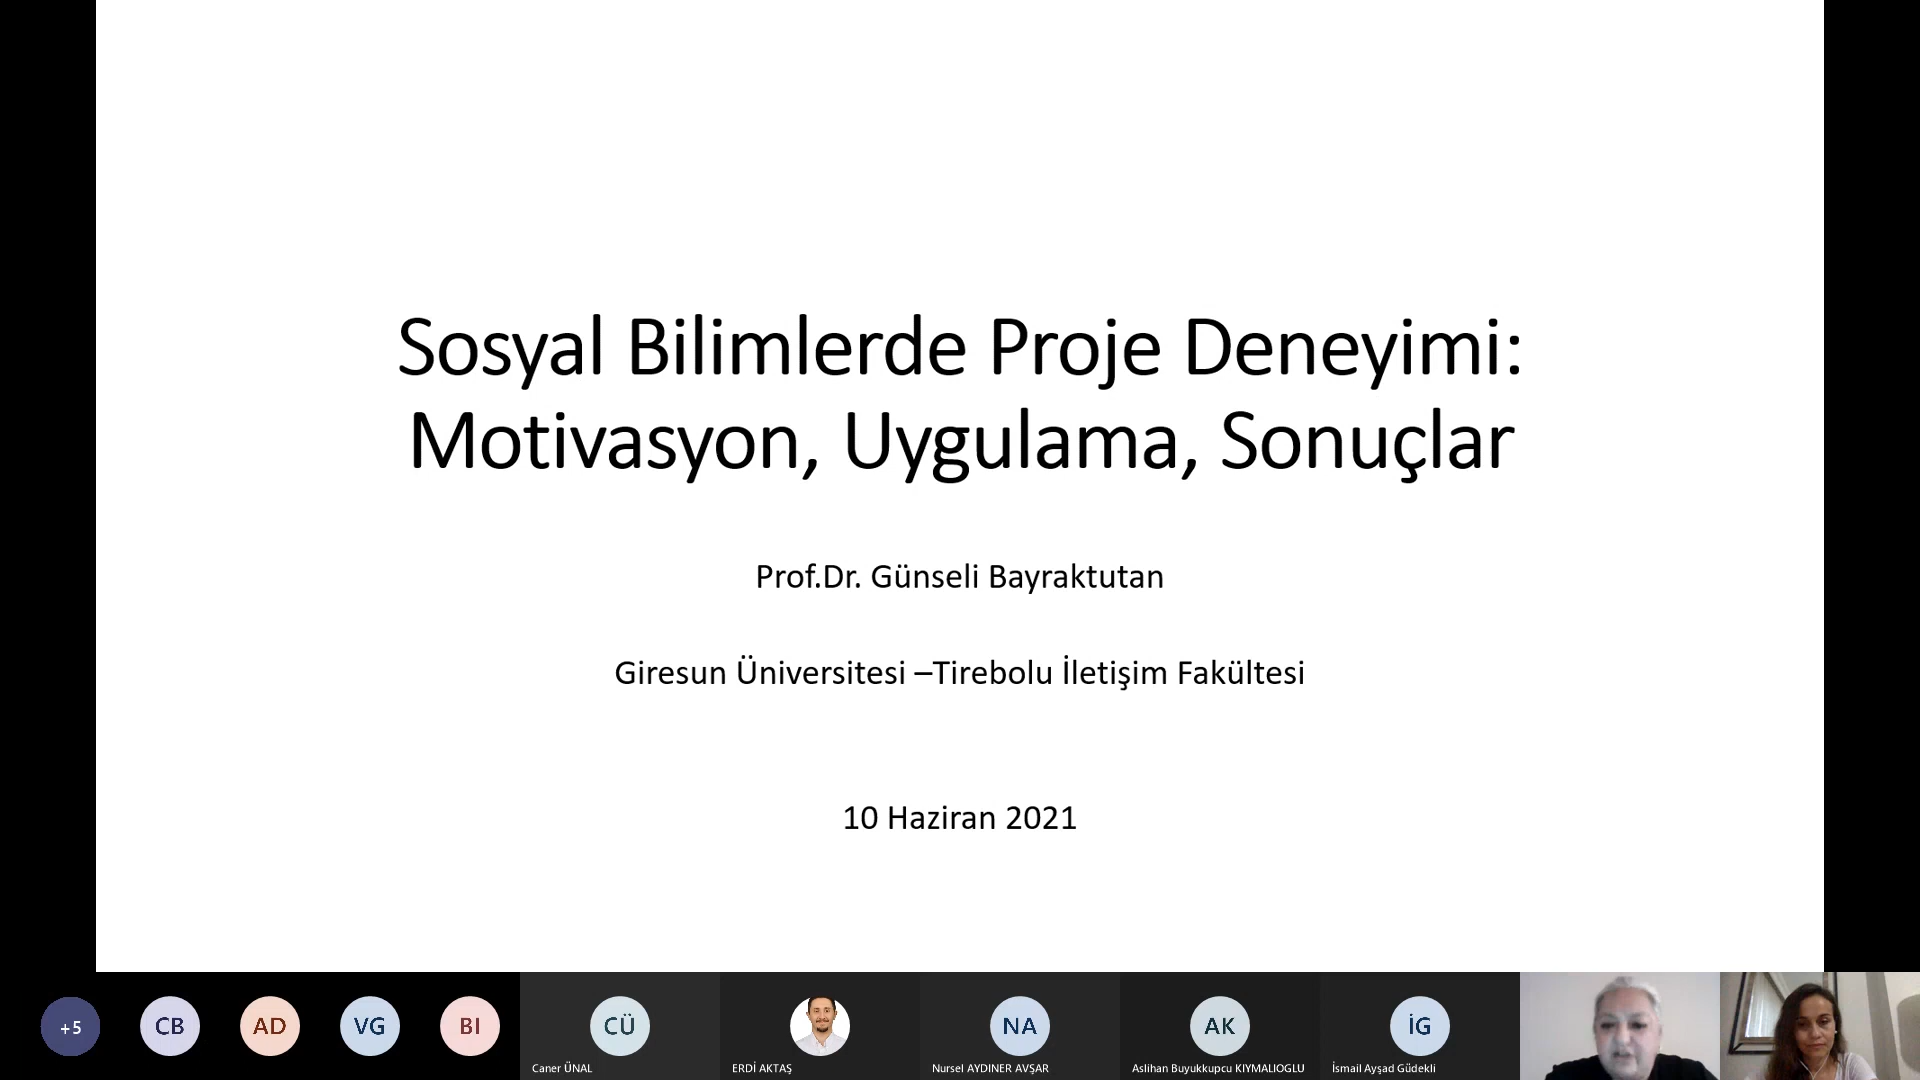 Sosyal Bilimlerde Proje Deneyimi:
Motivasyon, Uygulama, Sonuçlar
Prof.Dr. Günseli Bayraktutan
Giresun Üniversitesi –Tirebolu İletişim Fakültesi
10 Haziran 2021
+5
CB
AD
VG
BI
CÜ
NA
AK
İG
Caner ÜNAL
ERDİ AKTAŞ
Nursel AYDINER AVŞAR
Aslihan Buyukkupcu KIYMALIOGLU
İsmail Ayşad Güdekli